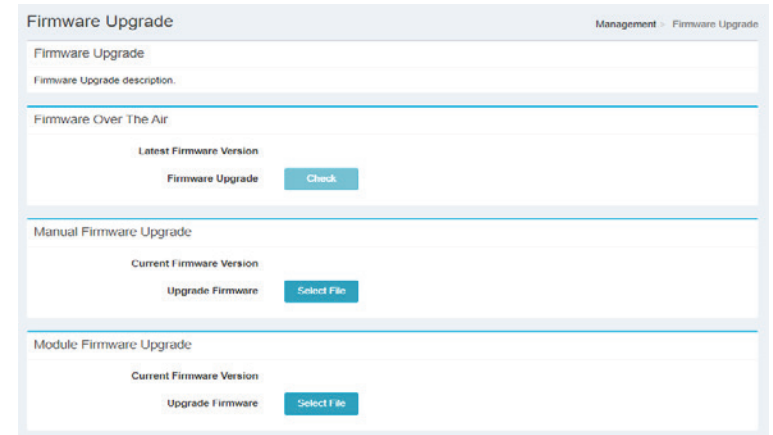 Firmware Upgrade
Management > Firmware Upgrade
Firmware Upgrade
Firmware Upgrade description.
Firmware Over The Air
Latest Firmware Version
Firmware Upgrade Check
Manual Firmware Upgrade
Current Firmware Version
Upgrade Firmware Select File
Module Firmware Upgrade
Current Firmware Version
Upgrade Firmware Select File